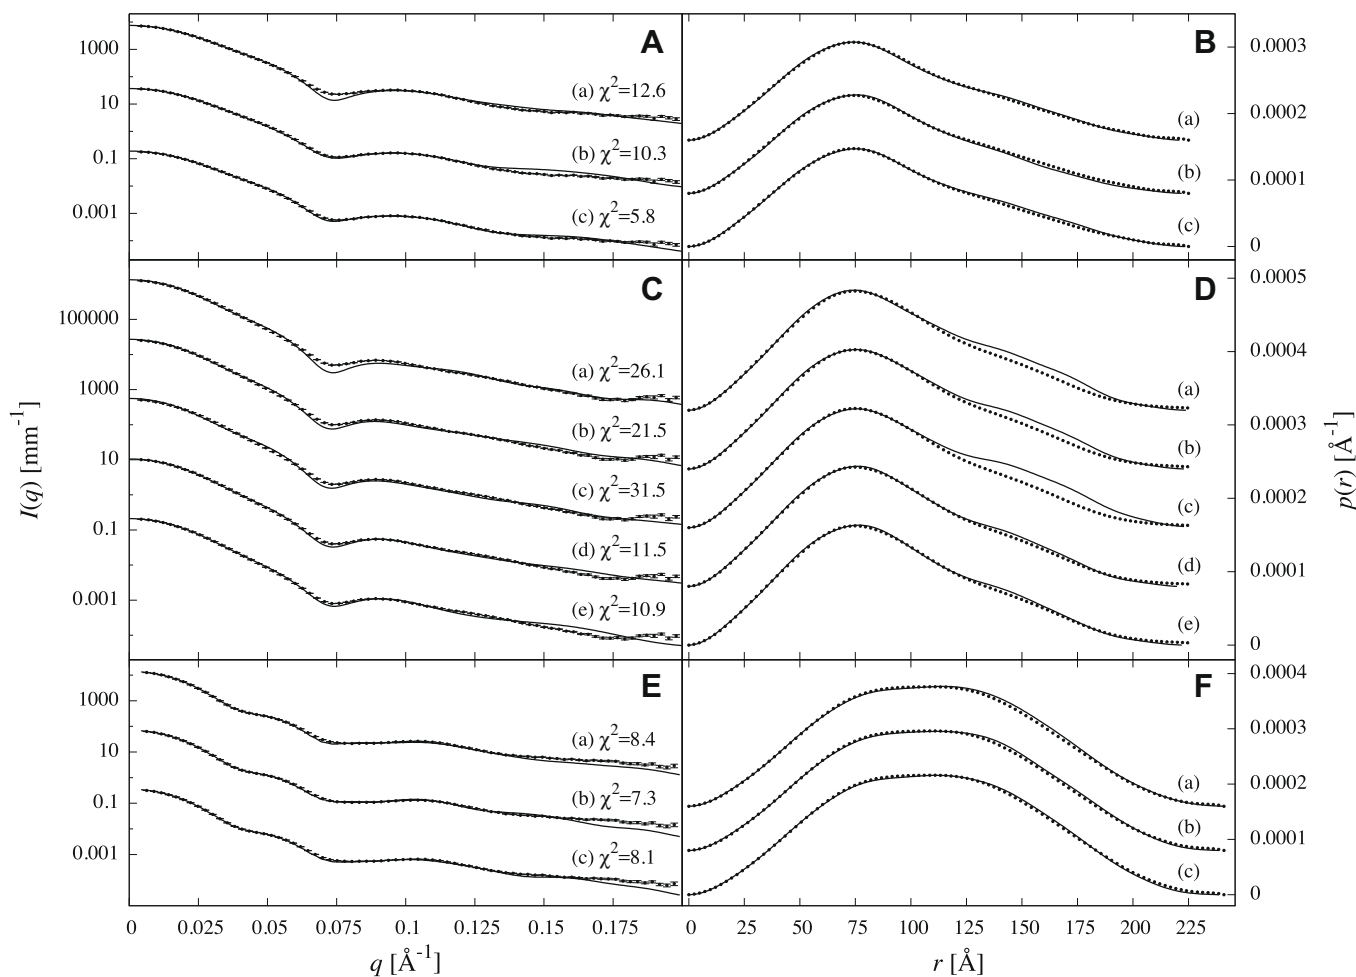 A
1000
10
0.1
0.001
(a) χ²=12.6
(b) χ²=10.3
(c) χ²=5.8
B
0.0003
0.0002
0.0001
0
(a)
(b)
(c)
C
100000
1000
10
0.1
0.001
(a) χ²=26.1
(b) χ²=21.5
(c) χ²=31.5
(d) χ²=11.5
(e) χ²=10.9
D
0.0005
0.0004
0.0003
0.0002
0.0001
0
(a)
(b)
(c)
(d)
(e)
I(q) [mm⁻¹]
p(r) [Å⁻¹]
E
1000
10
0.1
0.001
(a) χ²=8.4
(b) χ²=7.3
(c) χ²=8.1
F
0.0004
0.0003
0.0002
0.0001
0
(a)
(b)
(c)
0 0.025 0.05 0.075 0.1 0.125 0.15 0.175
0 25 50 75 100 125 150 175 200 225
q [Å⁻¹]
r [Å]